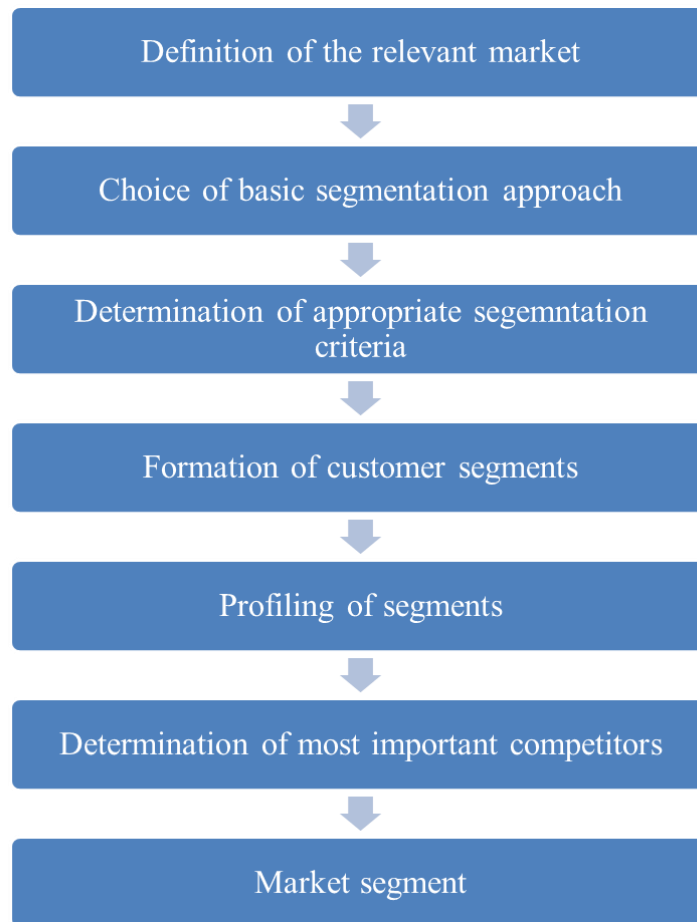 Definition of the relevant market
Choice of basic segmentation approach
Determination of appropriate segemntation
criteria
Formation of customer segments
Profiling of segments
Determination of most important competitors
Market segment